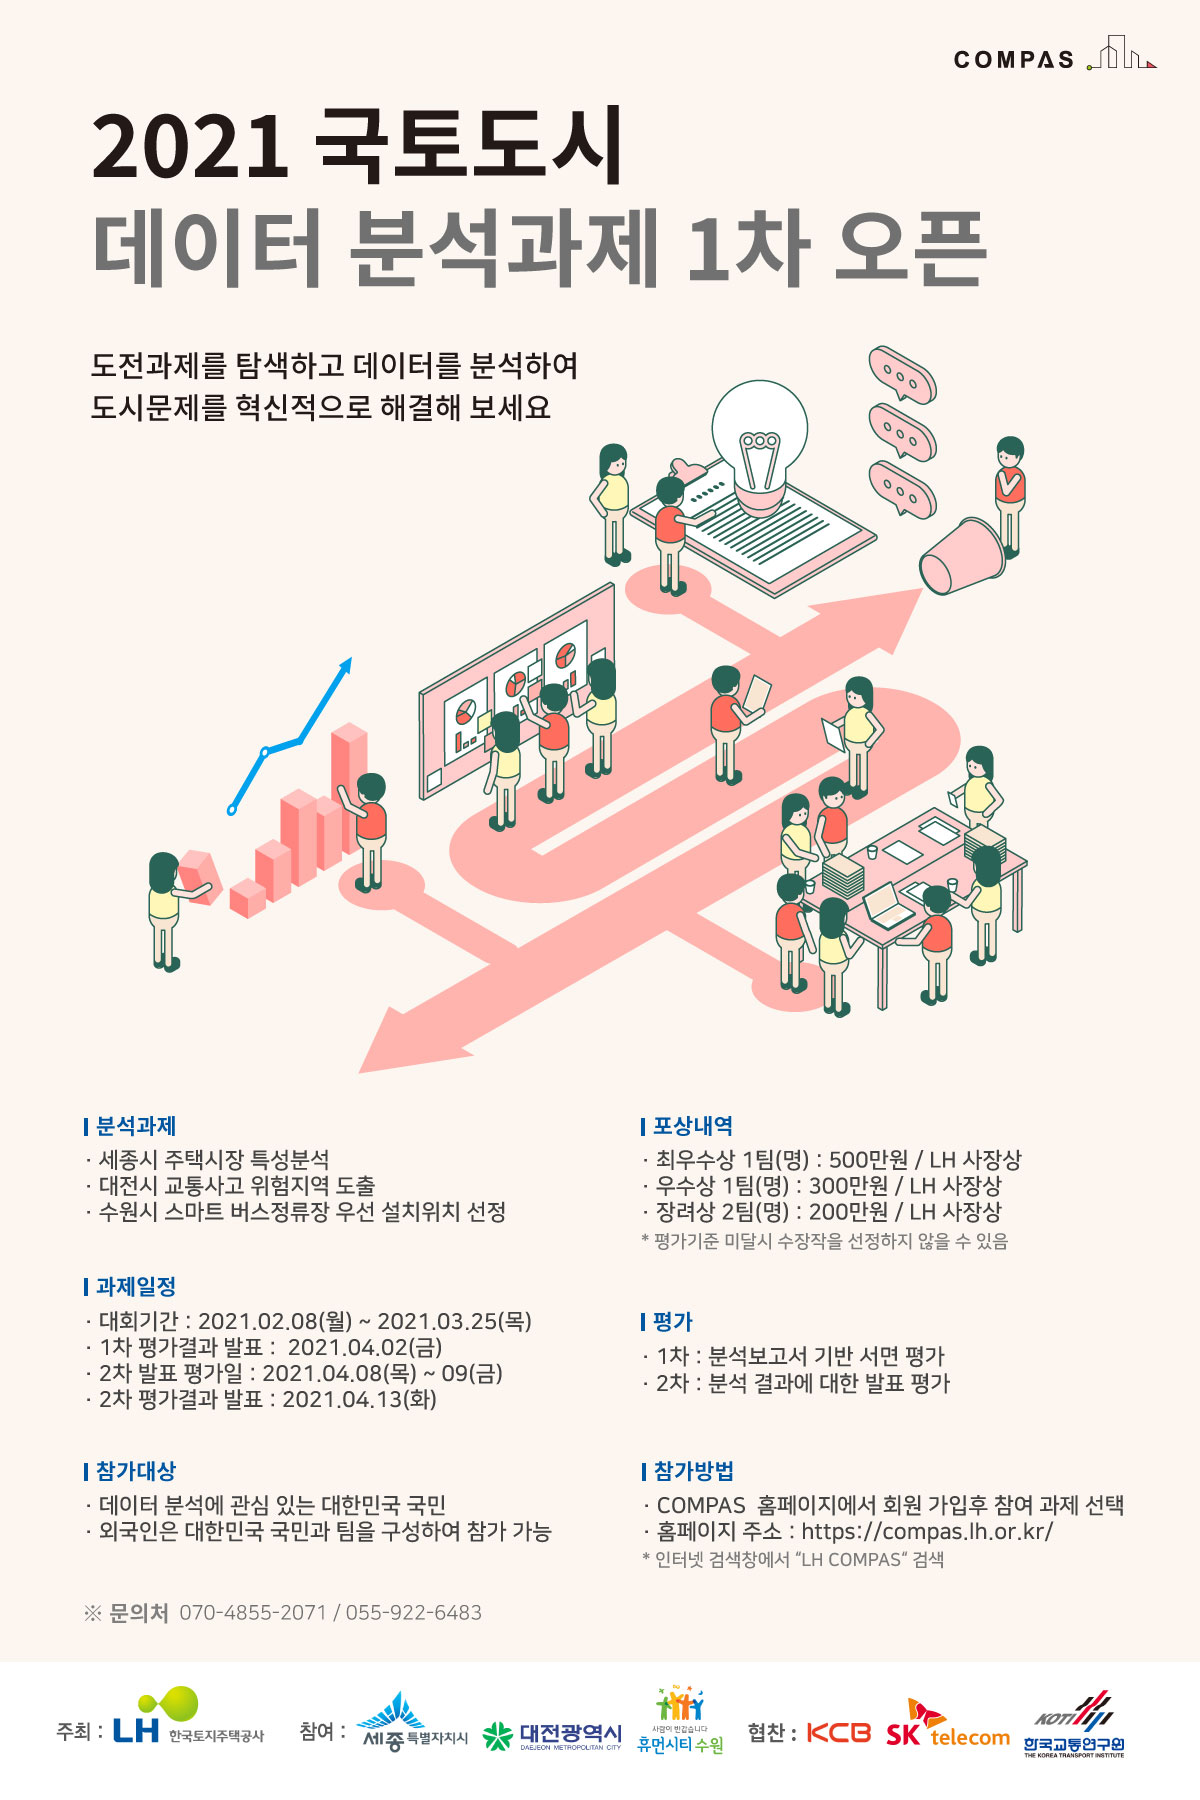 COMPAS
2021 국토도시
데이터 분석과제 1차 오픈
도전과제를 탐색하고 데이터를 분석하여
도시문제를 혁신적으로 해결해 보세요
분석과제
· 세종시 주택시장 특성분석
· 대전시 교통사고 위험지역 도출
· 수원시 스마트 버스정류장 우선 설치위치 선정
과제일정
· 대회기간 : 2021.02.08(월) ~ 2021.03.25(목)
· 1차 평가결과 발표 : 2021.04.02(금)
· 2차 발표 평가일 : 2021.04.08(목) ~ 09(금)
· 2차 평가결과 발표 : 2021.04.13(화)
참가대상
· 데이터 분석에 관심 있는 대한민국 국민
· 외국인은 대한민국 국민과 팀을 구성하여 참가 가능
포상내역
· 최우수상 1팀(명) : 500만원 / LH 사장상
· 우수상 1팀(명) : 300만원 / LH 사장상
· 장려상 2팀(명) : 200만원 / LH 사장상
* 평가기준 미달시 수장작을 선정하지 않을 수 있음
평가
· 1차 : 분석보고서 기반 서면 평가
· 2차 : 분석 결과에 대한 발표 평가
참가방법
· COMPAS 홈페이지에서 회원 가입후 참여 과제 선택
· 홈페이지 주소 : https://compas.lh.or.kr/
* 인터넷 검색창에서 “LH COMPAS“ 검색
※ 문의처 070-4855-2071 / 055-922-6483
주최 : LH 한국토지주택공사
참여 : 세종특별자치시
대전광역시
DAEJEON METROPOLITAN CITY
사람이 반갑습니다
휴먼시티 수원
협찬 : KCB
SK telecom
KOTI
한국교통연구원
THE KOREA TRANSPORT INSTITUTE